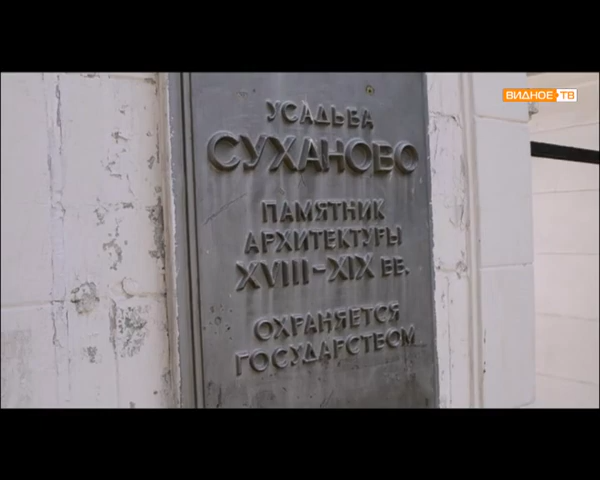 ВИДНОЕ ТВ
УСАДЬБА
СУХАНОВО
ПАМЯТНИК
АРХИТЕКТУРЫ
XVIII-XIX ВВ.
ОХРАНЯЕТСЯ
ГОСУДАРСТВОМ